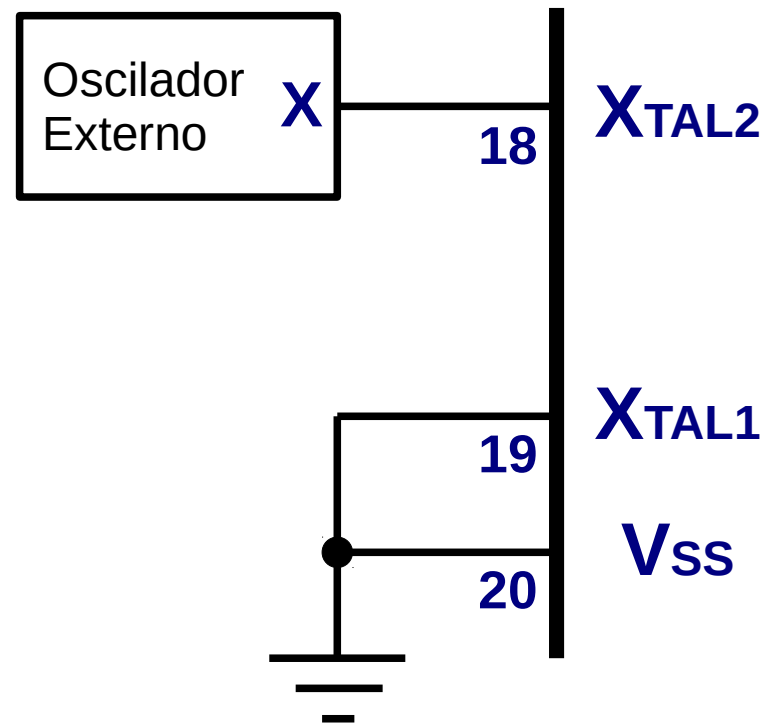 Oscilador
Externo
X
18
XTAL2
19
XTAL1
20
VSS